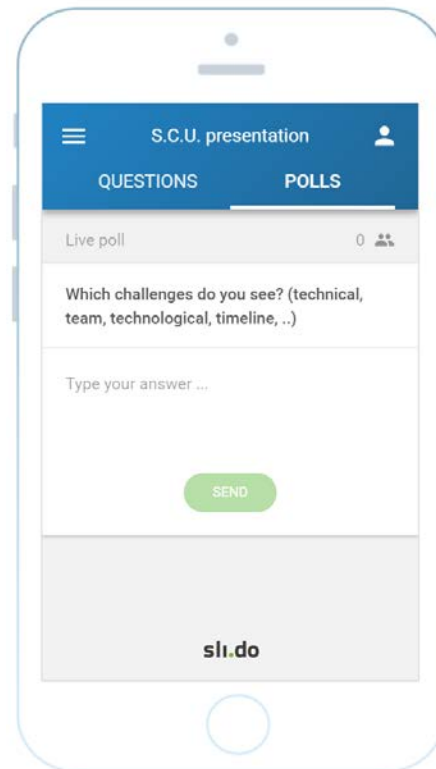 S.C.U. presentation
QUESTIONS POLLS
Live poll 0
Which challenges do you see? (technical,
team, technological, timeline, ..)
Type your answer ...
SEND
sli.do